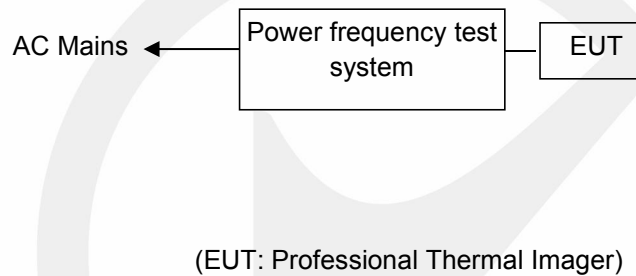 AC Mains
Power frequency test
system
EUT
(EUT: Professional Thermal Imager)